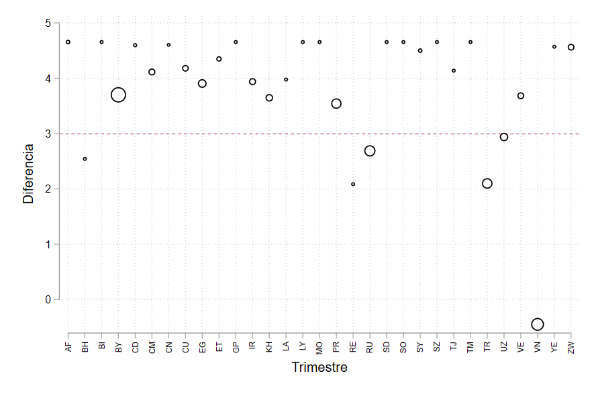 5
4
3
2
1
0
Diferencia
AF BH BI BY CD CM CN CU EG ET GP IR KH LA LY MO PR RE RU SD SO SY SZ TJ TM TR UZ VE VN YE ZW
Trimestre